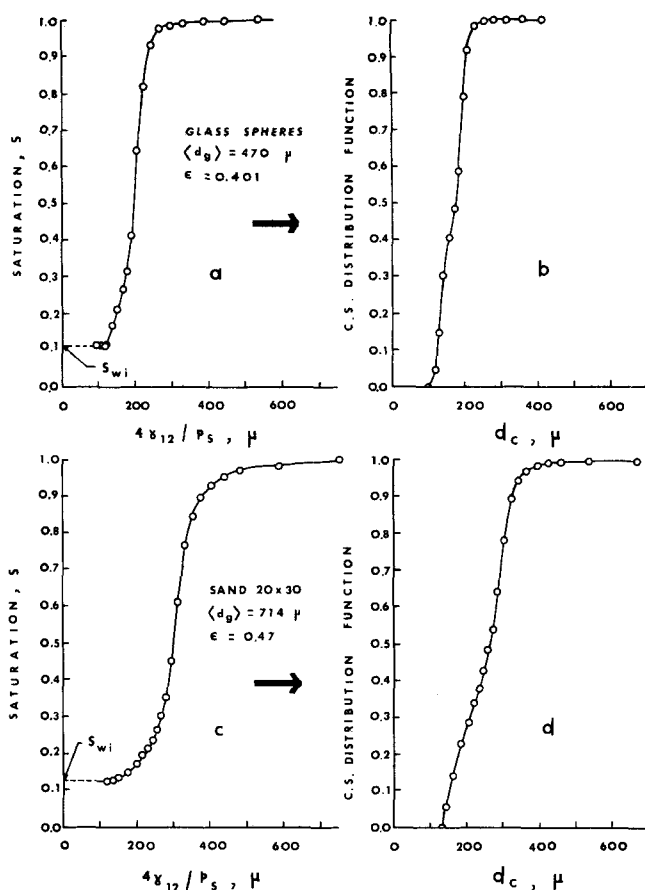 SATURATION, S
1.0
0.9
0.8
0.7
0.6
0.5
0.4
0.3
0.2
0.1
0.0
GLASS SPHERES
⟨dg⟩ = 470 μ
ε = 0.401
a
Swi
0 200 400 600
4γ12/PS, μ
C.S. DISTRIBUTION FUNCTION
1.0
0.9
0.8
0.7
0.6
0.5
0.4
0.3
0.2
0.1
0.0
b
0 200 400 600
dc, μ
SATURATION, S
1.0
0.9
0.8
0.7
0.6
0.5
0.4
0.3
0.2
0.1
0.0
SAND 20x30
⟨dg⟩ = 714 μ
ε = 0.47
c
Swi
0 200 400 600
4γ12/PS, μ
C.S. DISTRIBUTION FUNCTION
1.0
0.9
0.8
0.7
0.6
0.5
0.4
0.3
0.2
0.1
0.0
d
0 200 400 600
dc, μ